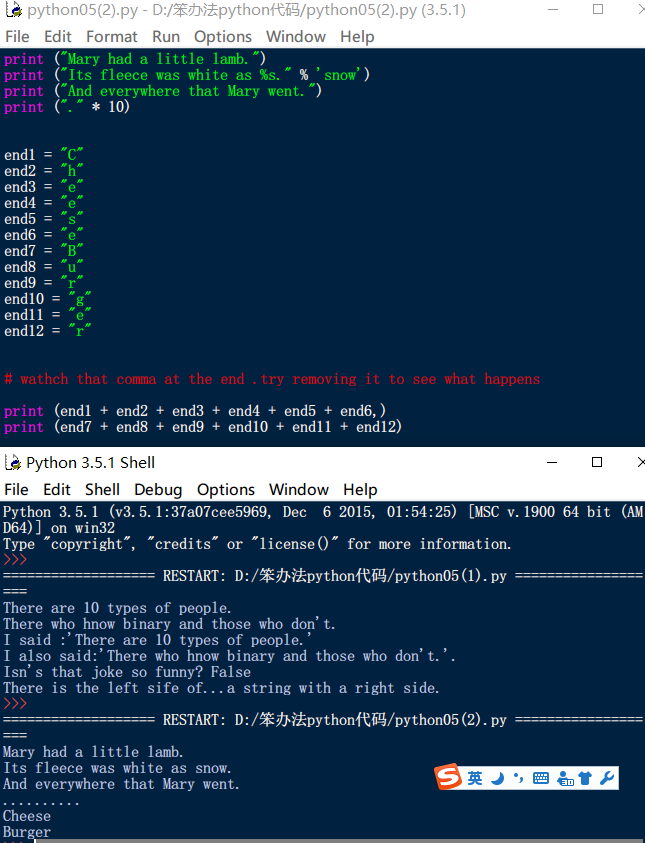 python05(2).py - D:/笨办法python代码/python05(2).py (3.5.1)
File Edit Format Run Options Window Help
print ("Mary had a little lamb.")
print ("Its fleece was white as %s." % 'snow')
print ("And everywhere that Mary went.")
print ("." * 10)
end1 = "C"
end2 = "h"
end3 = "e"
end4 = "e"
end5 = "s"
end6 = "e"
end7 = "B"
end8 = "u"
end9 = "r"
end10 = "g"
end11 = "e"
end12 = "r"
# wathch that comma at the end .try removing it to see what happens
print (end1 + end2 + end3 + end4 + end5 + end6,)
print (end7 + end8 + end9 + end10 + end11 + end12)
Python 3.5.1 Shell
File Edit Shell Debug Options Window Help
Python 3.5.1 (v3.5.1:37a07cee5969, Dec  6 2015, 01:54:25) [MSC v.1900 64 bit (AM
D64)] on win32
Type "copyright", "credits" or "license()" for more information.
>>>
=================== RESTART: D:/笨办法python代码/python05(1).py ================
===
There are 10 types of people.
There who hnow binary and those who don't.
I said :'There are 10 types of people.'
I also said:'There who hnow binary and those who don't.'.
Isn's that joke so funny? False
There is the left sife of...a string with a right side.
>>>
=================== RESTART: D:/笨办法python代码/python05(2).py ================
===
Mary had a little lamb.
Its fleece was white as snow.
And everywhere that Mary went.
..........
Cheese
Burger
S 英